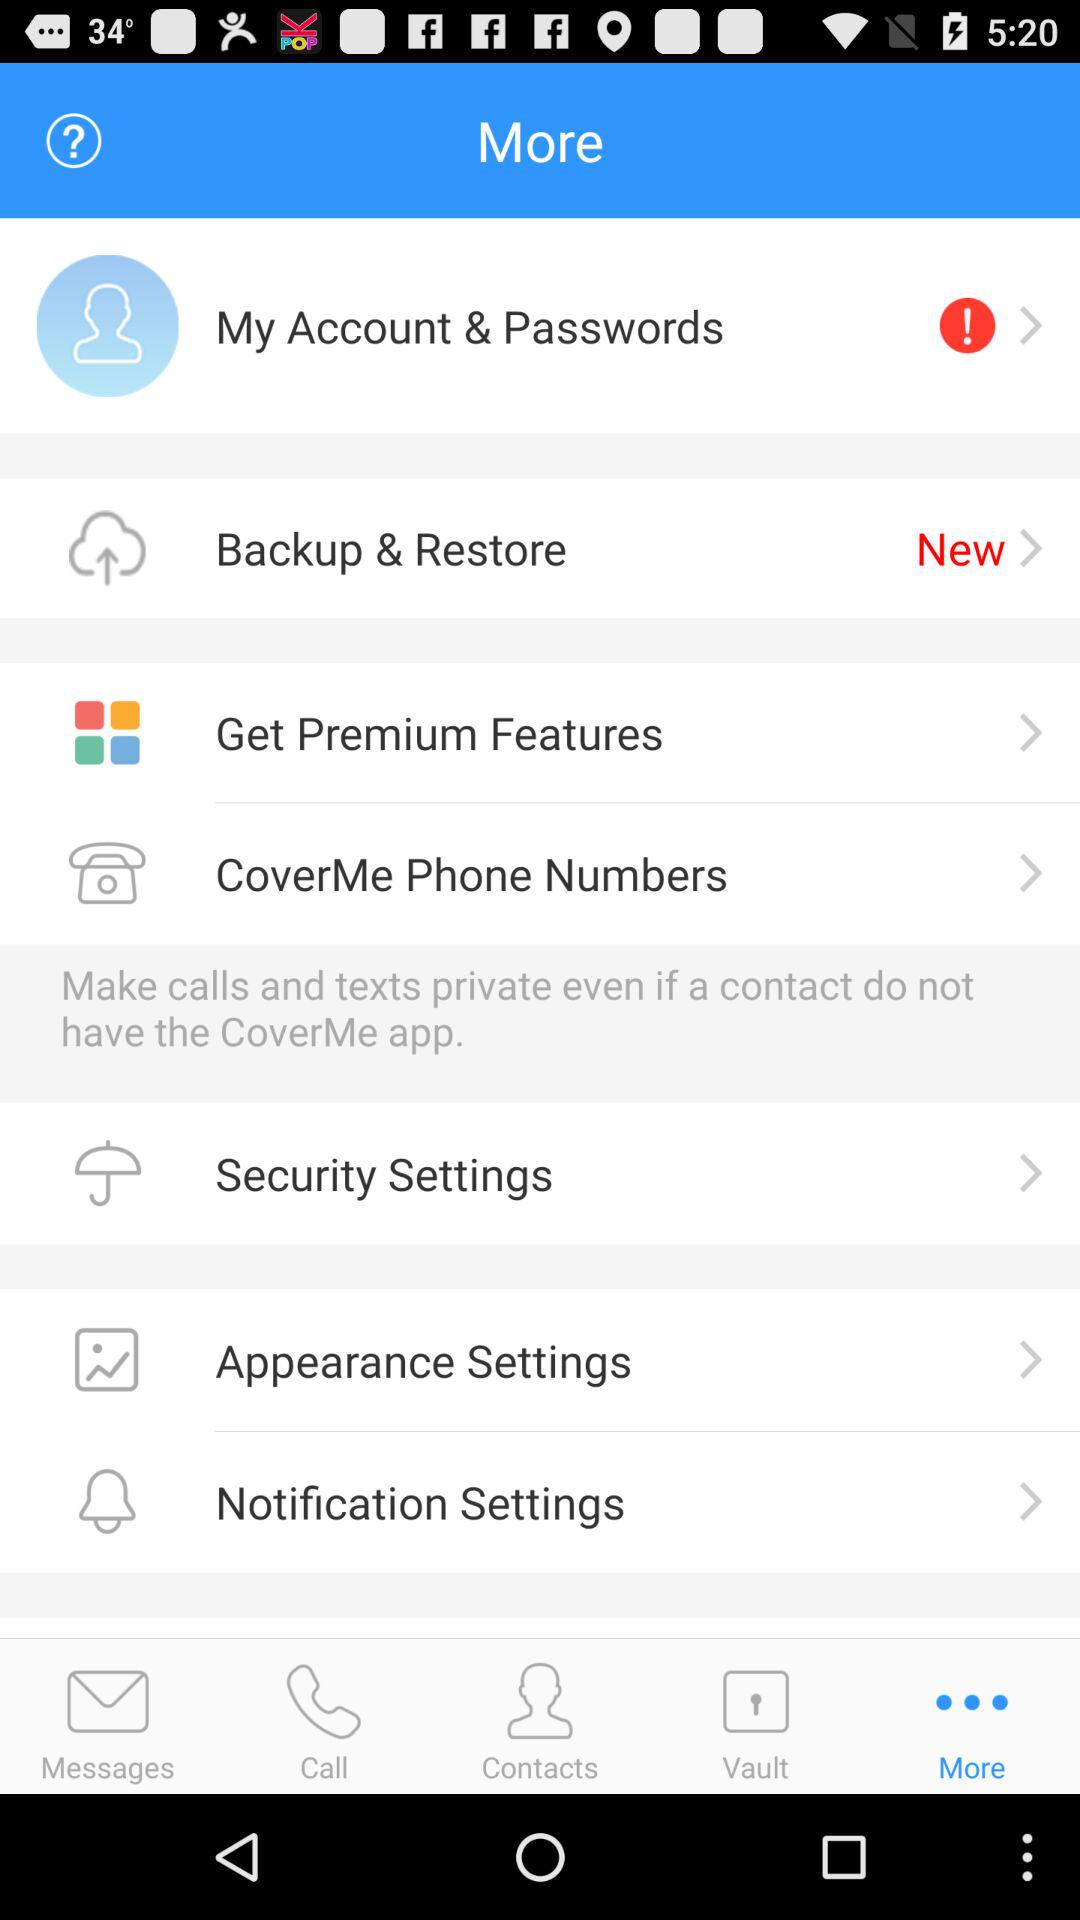 34°
K
POP
5:20
More
My Account & Passwords
Backup & Restore New
Get Premium Features
CoverMe Phone Numbers
Make calls and texts private even if a contact do not
have the CoverMe app.
Security Settings
Appearance Settings
Notification Settings
Messages Call Contacts Vault More